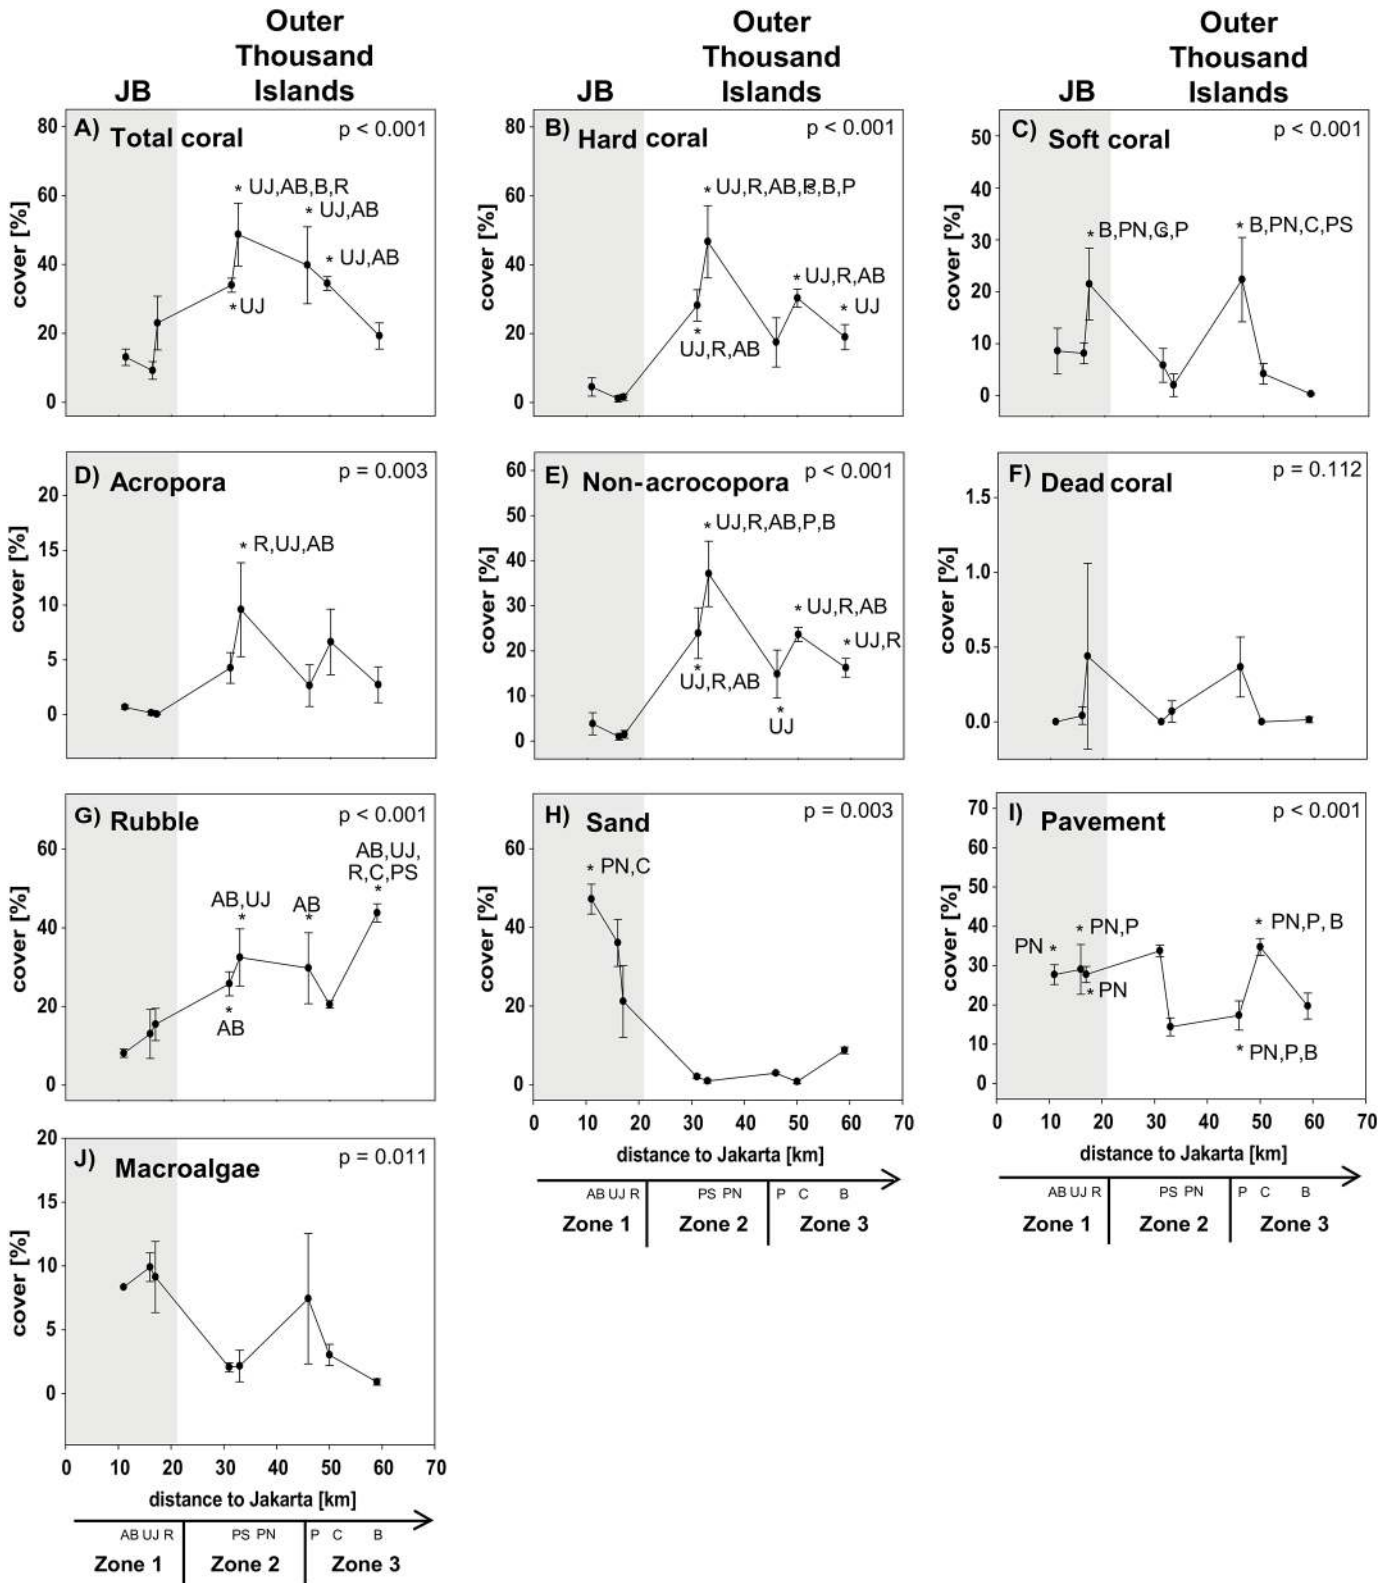 Outer
Thousand
Islands
JB
Outer
Thousand
Islands
JB
Outer
Thousand
Islands
JB
A) Total coral
p < 0.001
80
60
40
20
0
cover [%]
* UJ,AB,B,R
* UJ,AB
* UJ,AB
*UJ
B) Hard coral
p < 0.001
80
60
40
20
0
cover [%]
* UJ,R,AB,
,B,P
* UJ,R,AB
* UJ
*
UJ,R,AB
C) Soft coral
p < 0.001
50
40
30
20
10
0
cover [%]
* B,PN,
,P
* B,PN,C,PS
D) Acropora
p = 0.003
20
15
10
5
0
cover [%]
* R,UJ,AB
E) Non-acrocopora
p < 0.001
60
50
40
30
20
10
0
cover [%]
* UJ,R,AB,P,B
* UJ,R,AB
*UJ,R
*
UJ,R,AB
*
UJ
F) Dead coral
p = 0.112
1.5
1.0
0.5
0.0
cover [%]
G) Rubble
p < 0.001
60
40
20
0
cover [%]
AB,UJ,
R,C,PS
*
AB,UJ
*
AB
*
*
AB
H) Sand
p = 0.003
60
40
20
0
cover [%]
* PN,C
0 10 20 30 40 50 60 70
distance to Jakarta [km]
AB UJ R PS PN P C B
Zone 1 Zone 2 Zone 3
I) Pavement
p < 0.001
70
60
50
40
30
20
10
0
cover [%]
PN *
* PN,P
* PN
* PN,P, B
* PN,P,B
0 10 20 30 40 50 60 70
distance to Jakarta [km]
AB UJ R PS PN P C B
Zone 1 Zone 2 Zone 3
J) Macroalgae
p = 0.011
20
15
10
5
0
cover [%]
0 10 20 30 40 50 60 70
distance to Jakarta [km]
AB UJ R PS PN P C B
Zone 1 Zone 2 Zone 3